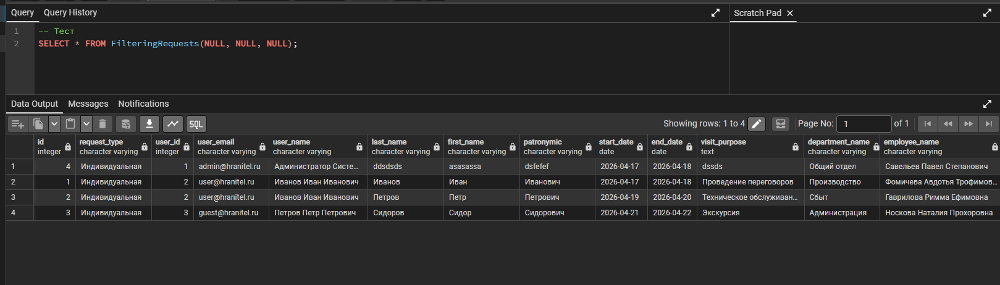 Query Query History Scratch Pad
1 -- Тест
2 SELECT * FROM FilteringRequests(NULL, NULL, NULL);
Data Output Messages Notifications
SQL Showing rows: 1 to 4 Page No: 1 of 1
id request_type user_id user_email user_name last_name first_name patronymic start_date end_date visit_purpose department_name employee_name
integer character varying integer character varying character varying character varying character varying character varying date date text character varying character varying
1 4 Индивидуальная 1 admin@hranitel.ru Администратор Систе... ddsdsds asasassa dsfefef 2026-04-17 2026-04-18 dssds Общий отдел Савельев Павел Степанович
2 1 Индивидуальная 2 user@hranitel.ru Иванов Иван Иванович Иванов Иван Иванович 2026-04-17 2026-04-18 Проведение переговоров Производство Фомичева Авдотья Трофимов...
3 2 Индивидуальная 2 user@hranitel.ru Иванов Иван Иванович Петров Петр Петрович 2026-04-19 2026-04-20 Техническое обслуживан... Сбыт Гаврилова Римма Ефимовна
4 3 Индивидуальная 3 guest@hranitel.ru Петров Петр Петрович Сидоров Сидор Сидорович 2026-04-21 2026-04-22 Экскурсия Администрация Носкова Наталия Прохоровна